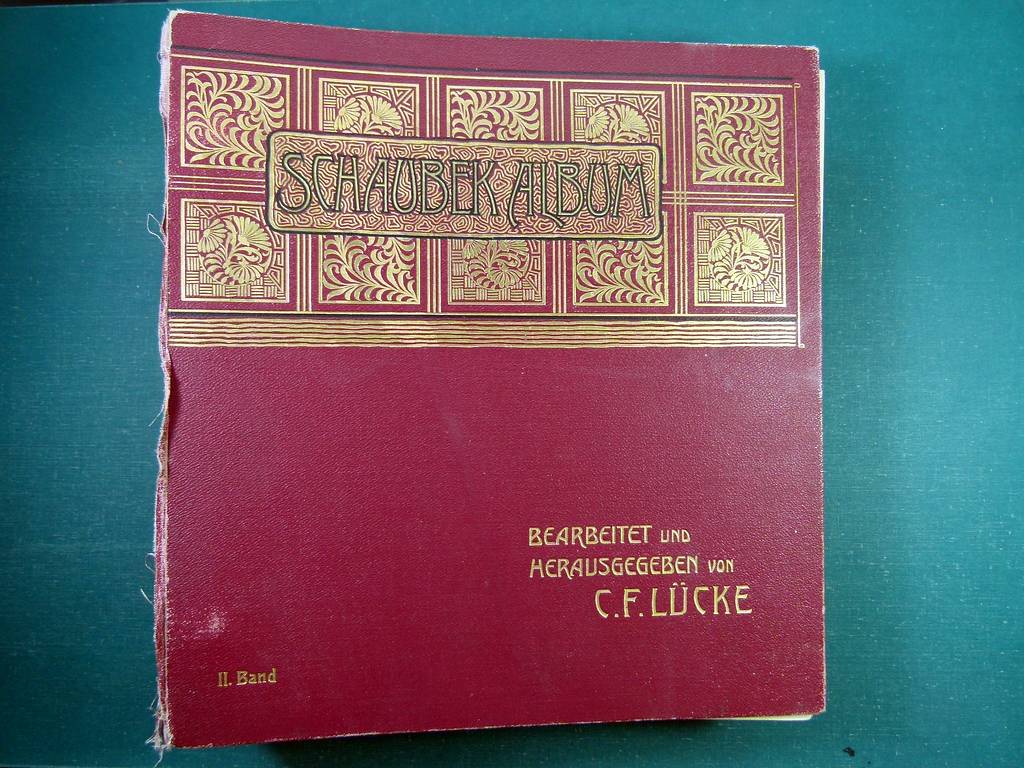 SCHAUBEK ALBUM
BEARBEITET UND
HERAUSGEGEBEN VON
C.F. LÜCKE
II. Band